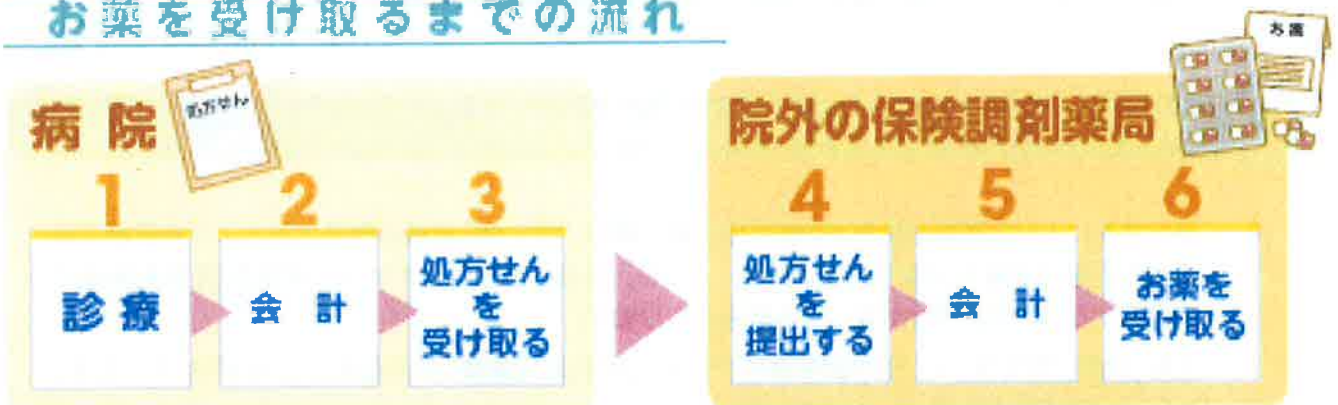 お薬を受け取るまでの流れ
病院
処方せん
1
診療
2
会計
3
処方せん
を
受け取る
院外の保険調剤薬局
お薬
4
処方せん
を
提出する
5
会計
6
お薬を
受け取る